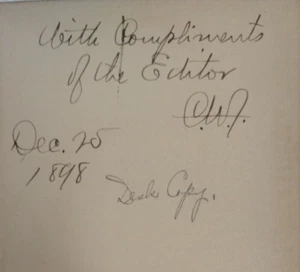 With Compliments
of the Editor
C.W.J.
Dec. 25
1898
Desk Copy.